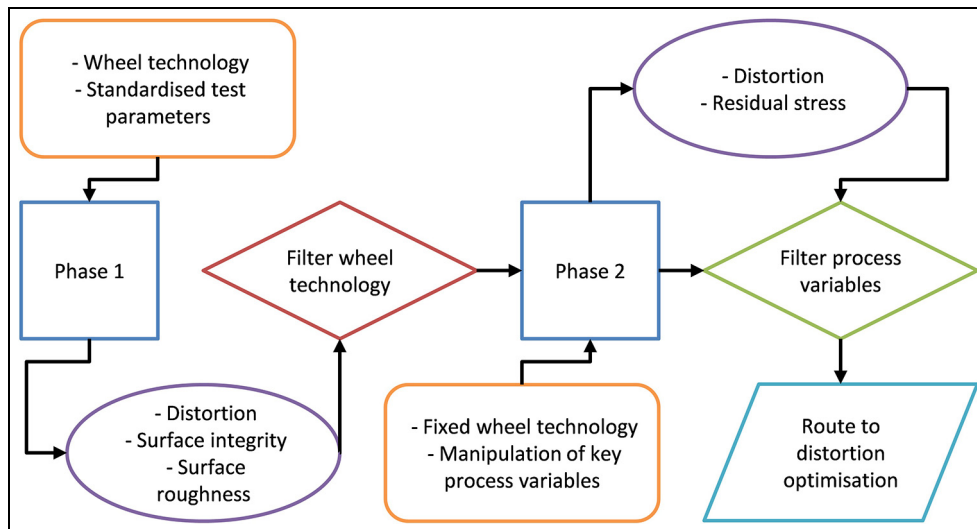 - Wheel technology
- Standardised test
parameters
Phase 1
- Distortion
- Surface integrity
- Surface
roughness
Filter wheel
technology
Phase 2
- Fixed wheel technology
- Manipulation of key
process variables
- Distortion
- Residual stress
Filter process
variables
Route to
distortion
optimisation